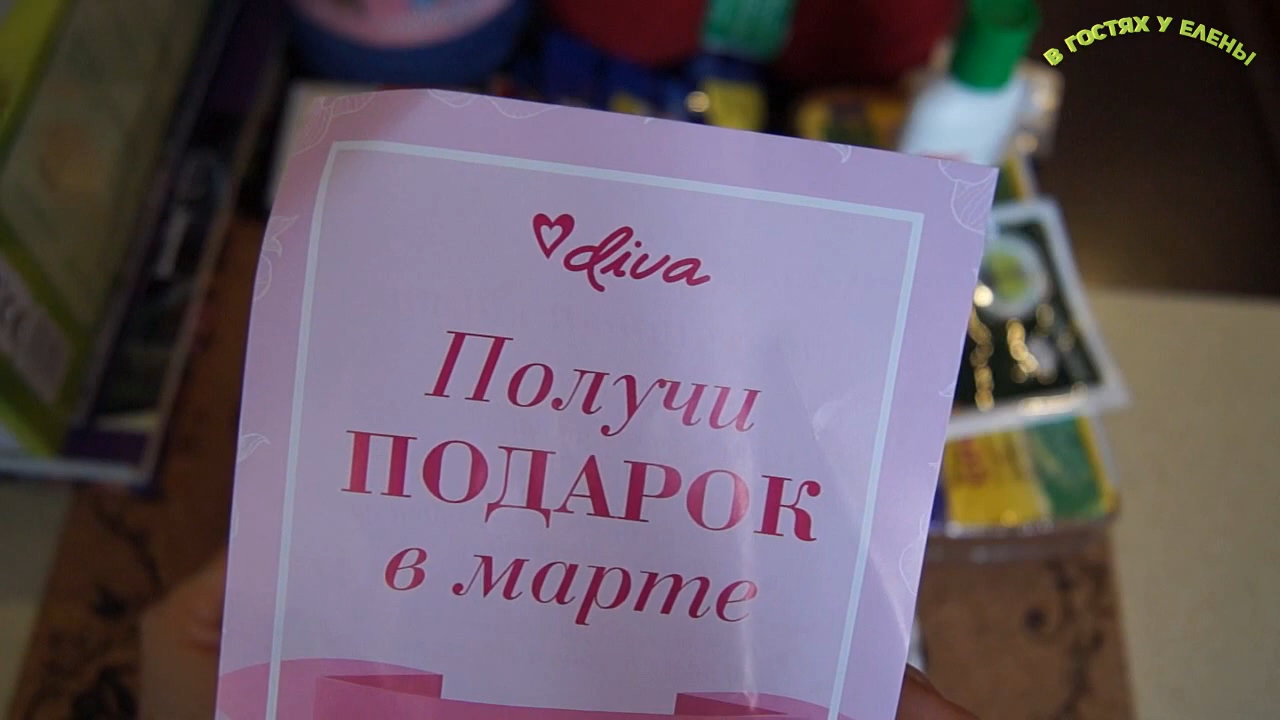 В ГОСТЯХ У ЕЛЕНЫ
diva
Получи
ПОДАРОК
в марте